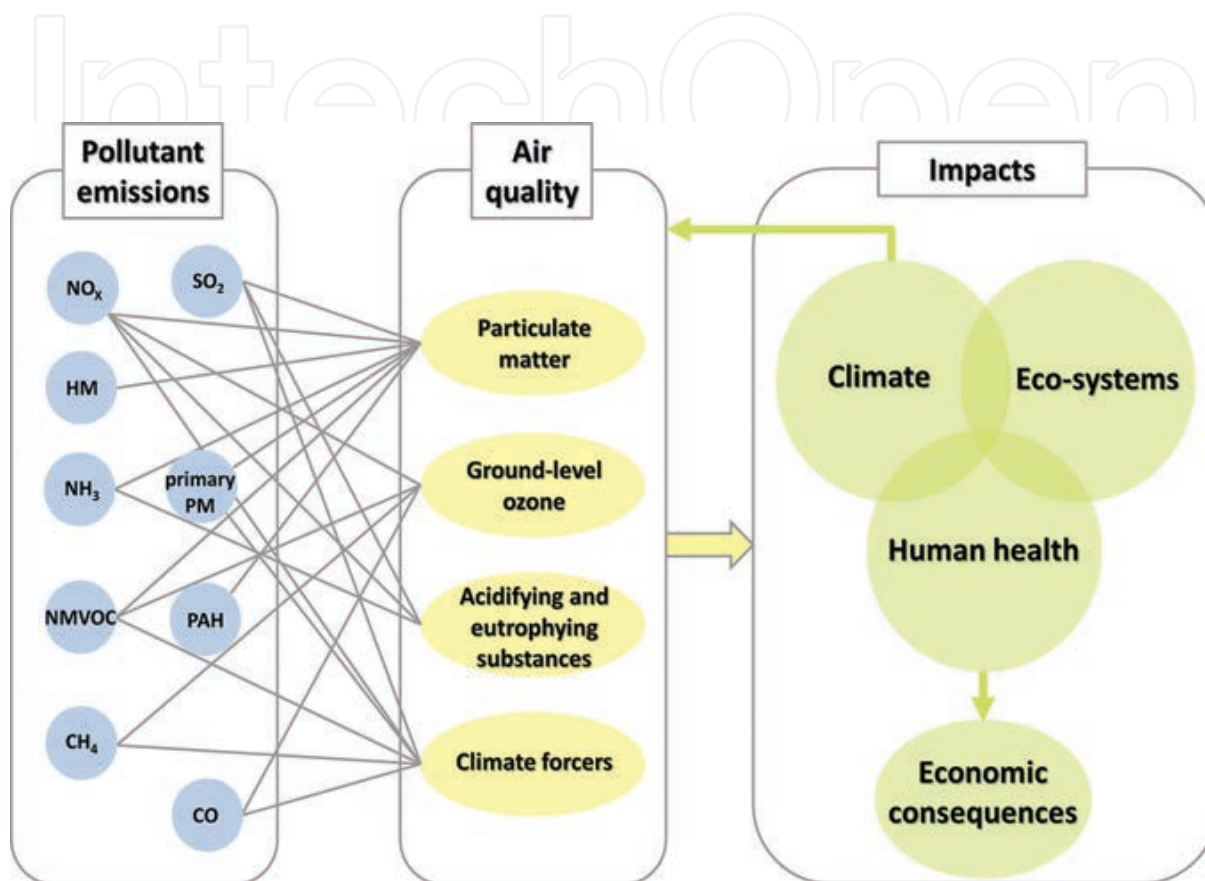 IntechOpen
Pollutant
emissions
Air
quality
Impacts
NOₓ
SO₂
HM
NH₃
primary
PM
NMVOC
PAH
CH₄
CO
Particulate
matter
Ground-level
ozone
Acidifying and
eutrophying
substances
Climate forcers
Climate
Eco-systems
Human health
Economic
consequences